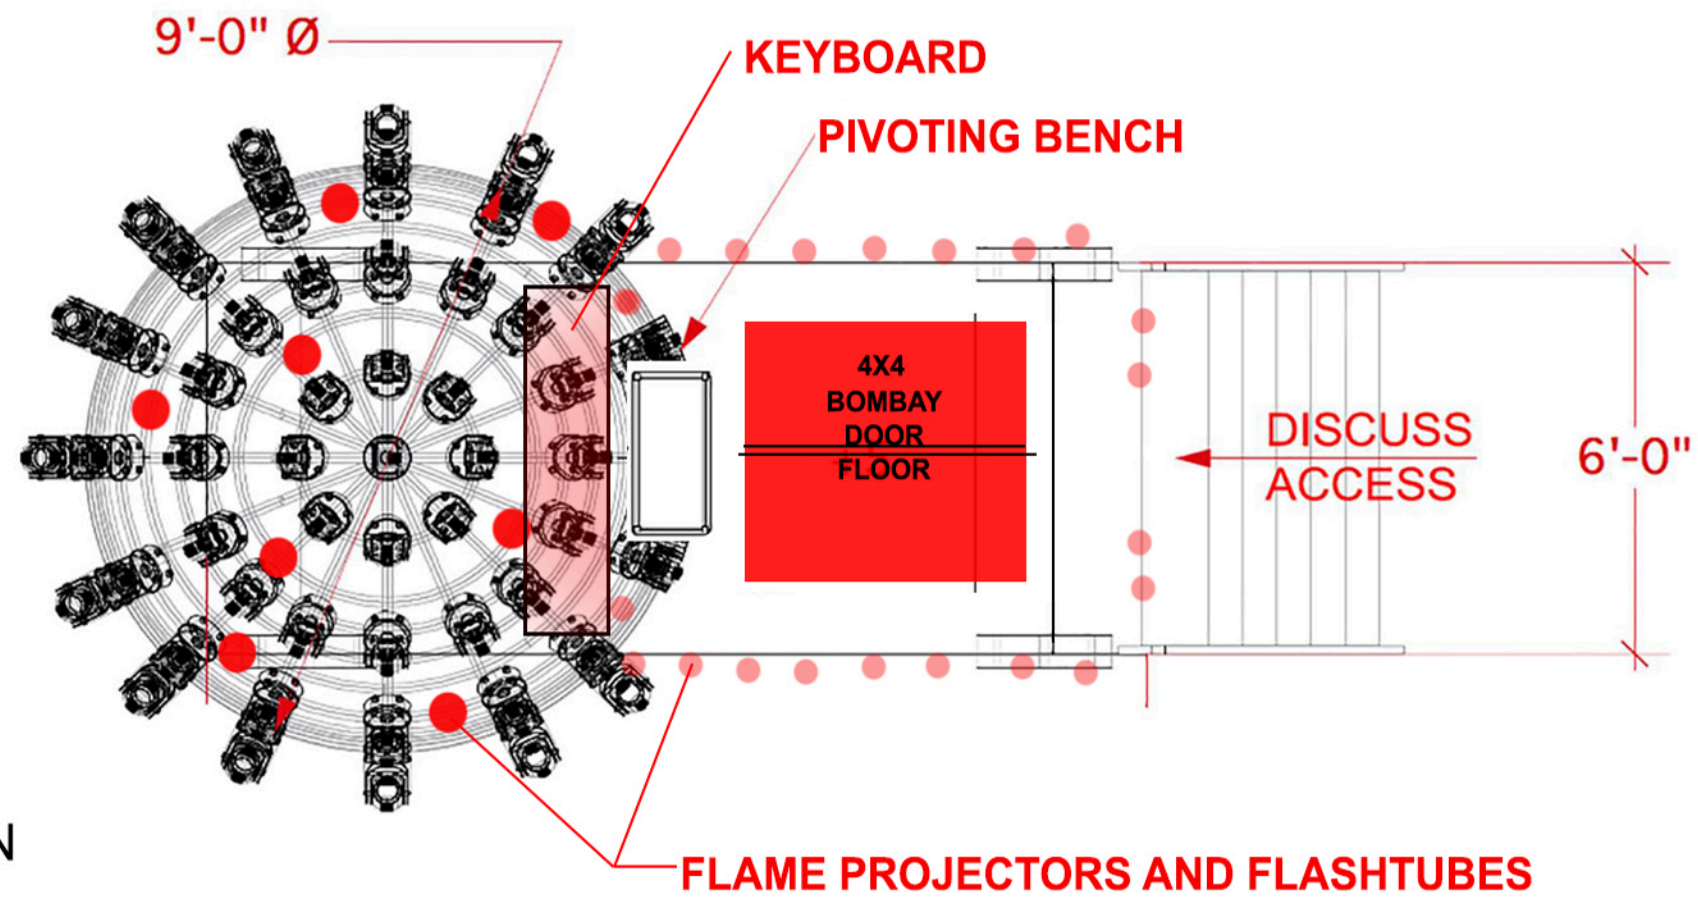 9'-0" Ø
KEYBOARD
PIVOTING BENCH
4X4
BOMBAY
DOOR
FLOOR
DISCUSS
ACCESS
6'-0"
N
FLAME PROJECTORS AND FLASHTUBES